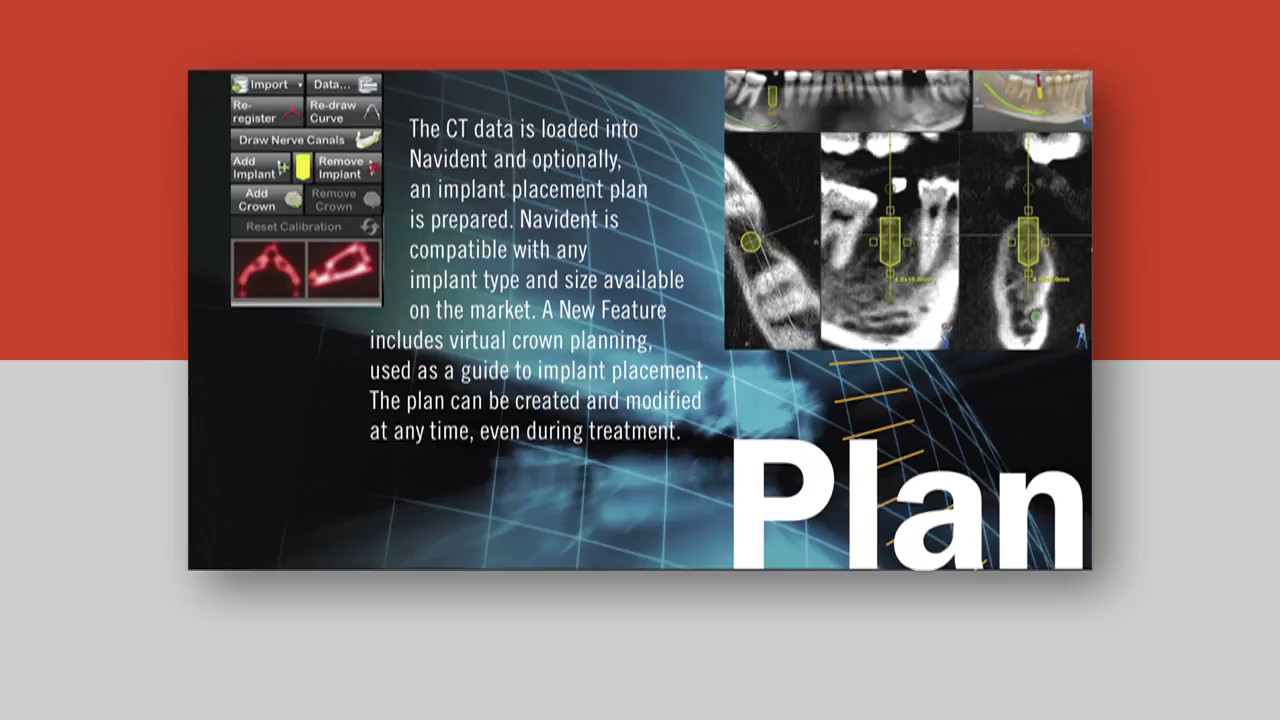 Import
Data...
Re-register
Re-draw Curve
Draw Nerve Canals
Add Implant
Remove Implant
Add Crown
Remove Crown
Reset Calibration
The CT data is loaded into
Navident and optionally,
an implant placement plan
is prepared. Navident is
compatible with any
implant type and size available
on the market. A New Feature
includes virtual crown planning,
used as a guide to implant placement.
The plan can be created and modified
at any time, even during treatment.
Plan